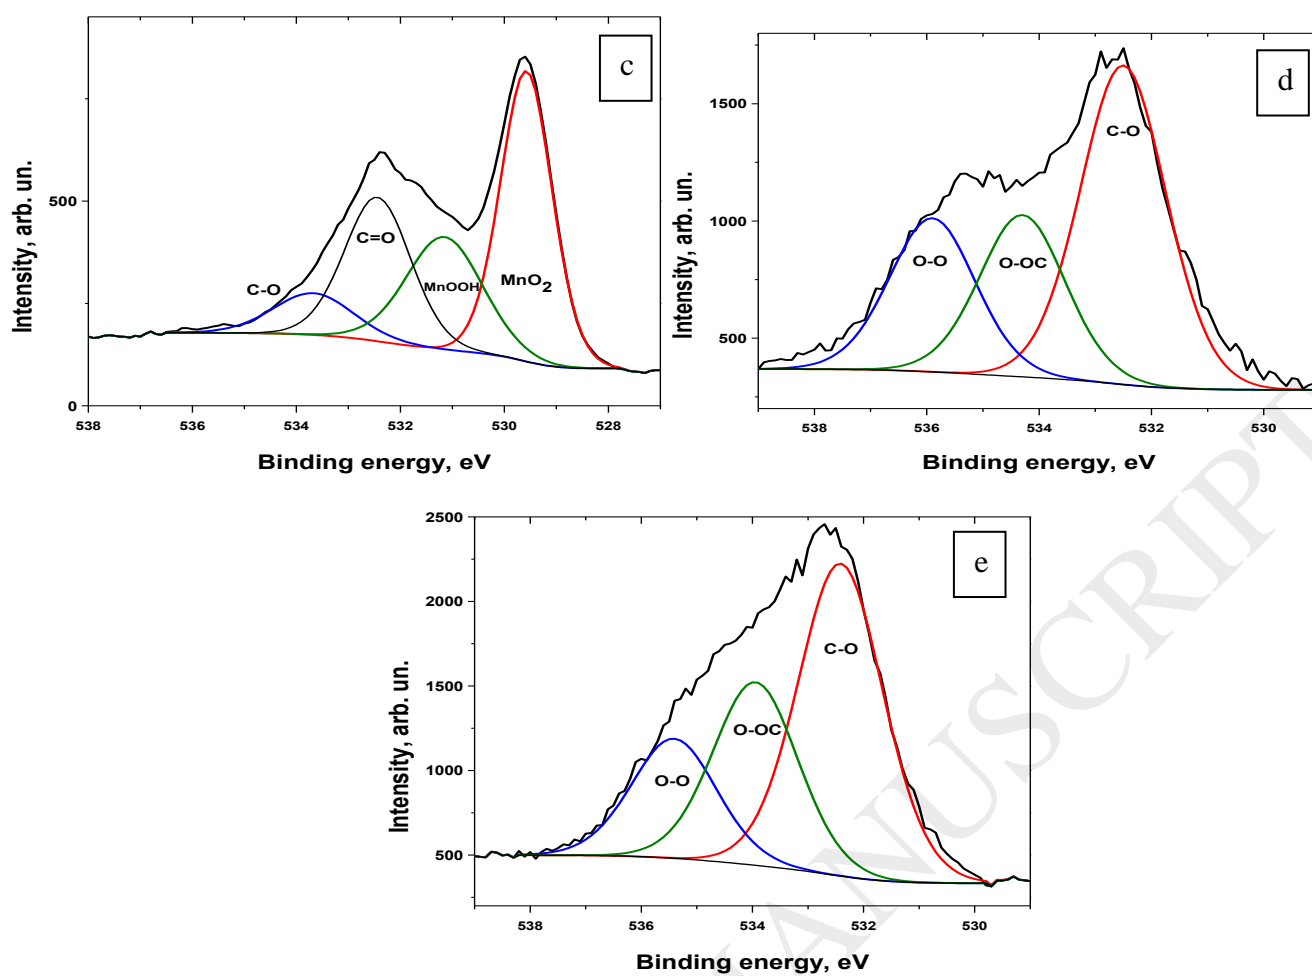 c
500
0
C-O
C=O
MnOOH
MnO2
538
536
534
532
530
528
Intensity, arb. un.
Binding energy, eV
d
1500
1000
500
O-O
O-OC
C-O
538
536
534
532
530
Intensity, arb. un.
Binding energy, eV
e
2500
2000
1500
1000
500
O-O
O-OC
C-O
538
536
534
532
530
Intensity, arb. un.
Binding energy, eV
ANUSCRIPT